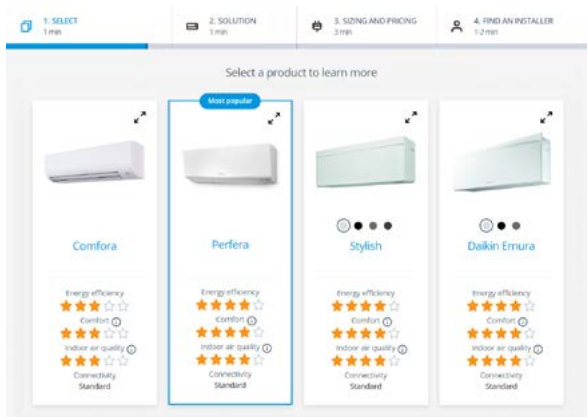 1. SELECT
1 min
2. SOLUTION
1 min
3. SIZING AND PRICING
3 min
4. FIND AN INSTALLER
1-2 min
Select a product to learn more
Most popular
Comfora
Energy efficiency
Comfort
Indoor air quality
Connectivity
Standard
Perfera
Energy efficiency
Comfort
Indoor air quality
Connectivity
Standard
Stylish
Energy efficiency
Comfort
Indoor air quality
Connectivity
Standard
Daikin Emura
Energy efficiency
Comfort
Indoor air quality
Connectivity
Standard